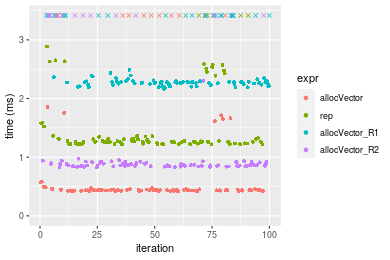 time (ms)
3
2
1
0
0
25
50
75
100
iteration
expr
allocVector
rep
allocVector_R1
allocVector_R2